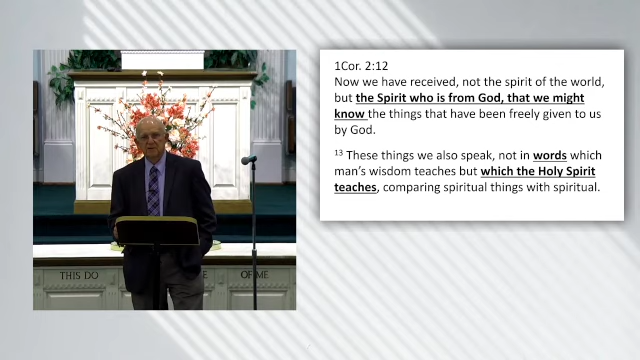 1Cor. 2:12
Now we have received, not the spirit of the world,
but the Spirit who is from God, that we might
know the things that have been freely given to us
by God.
13 These things we also speak, not in words which
man's wisdom teaches but which the Holy Spirit
teaches, comparing spiritual things with spiritual.
THIS DO OF ME